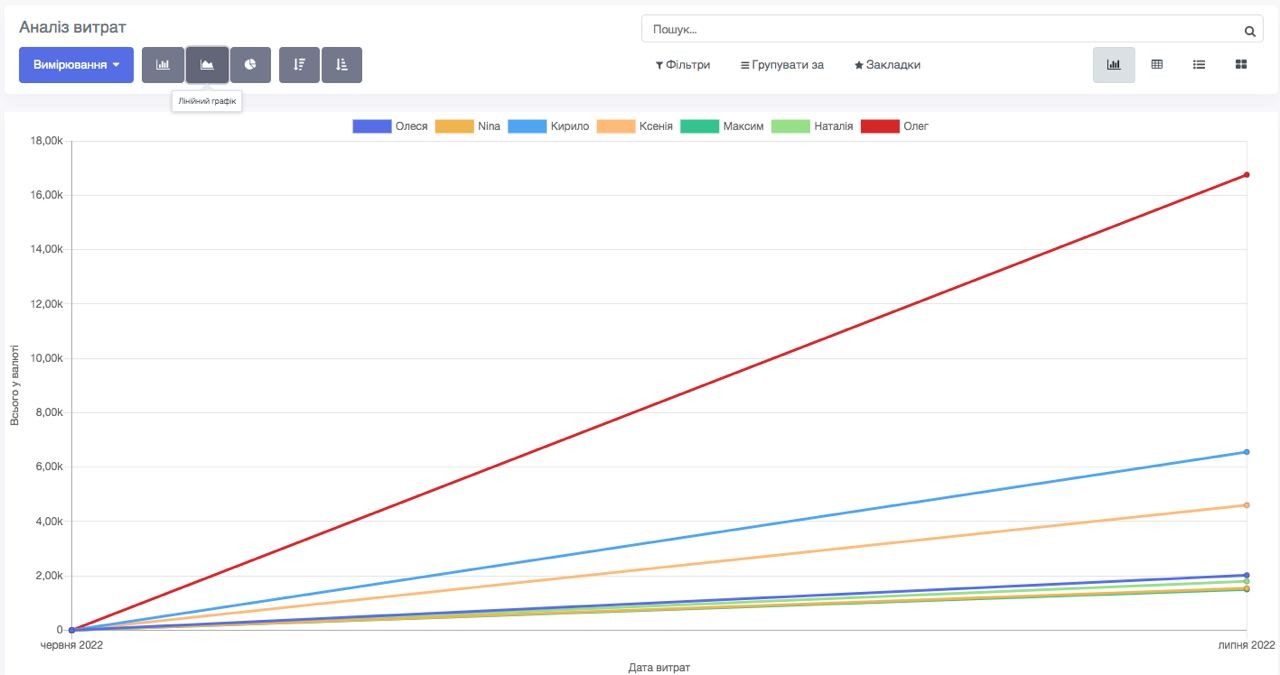 Аналіз витрат
Пошук...
Вимірювання
Фільтри
Групувати за
Закладки
Лінійний графік
Олеся Nina Кирило Ксенія Максим Наталія Олег
18,00k
16,00k
14,00k
12,00k
10,00k
8,00k
6,00k
4,00k
2,00k
0
Всього у валюті
червня 2022 липня 2022
Дата витрат